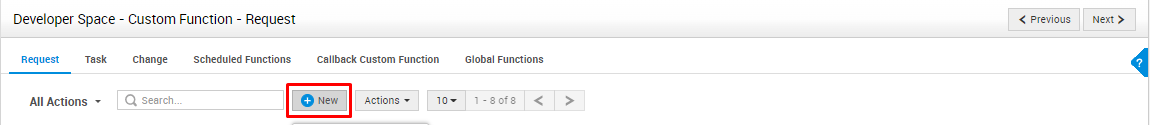 Developer Space - Custom Function - Request
Previous
Next
Request Task Change Scheduled Functions Callback Custom Function Global Functions
?
All Actions Search... New Actions 10 1 - 8 of 8